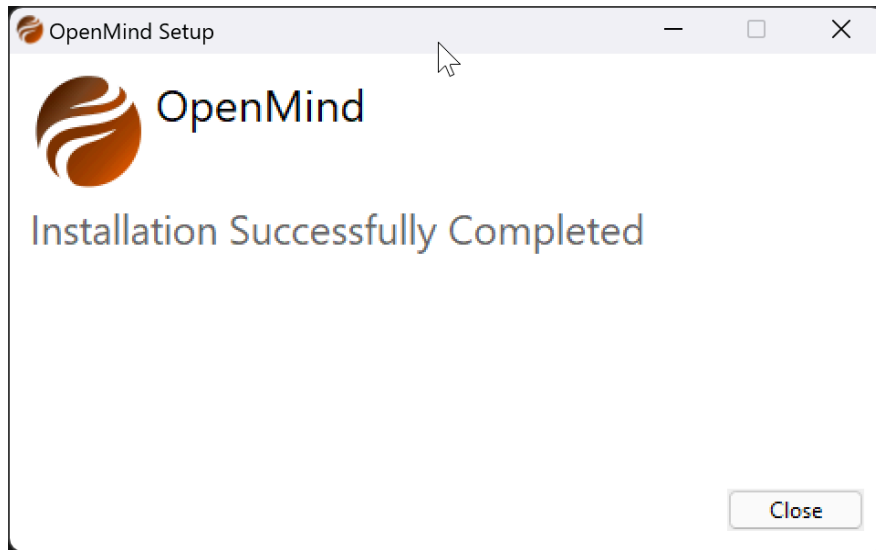 OpenMind Setup
OpenMind
Installation Successfully Completed
Close